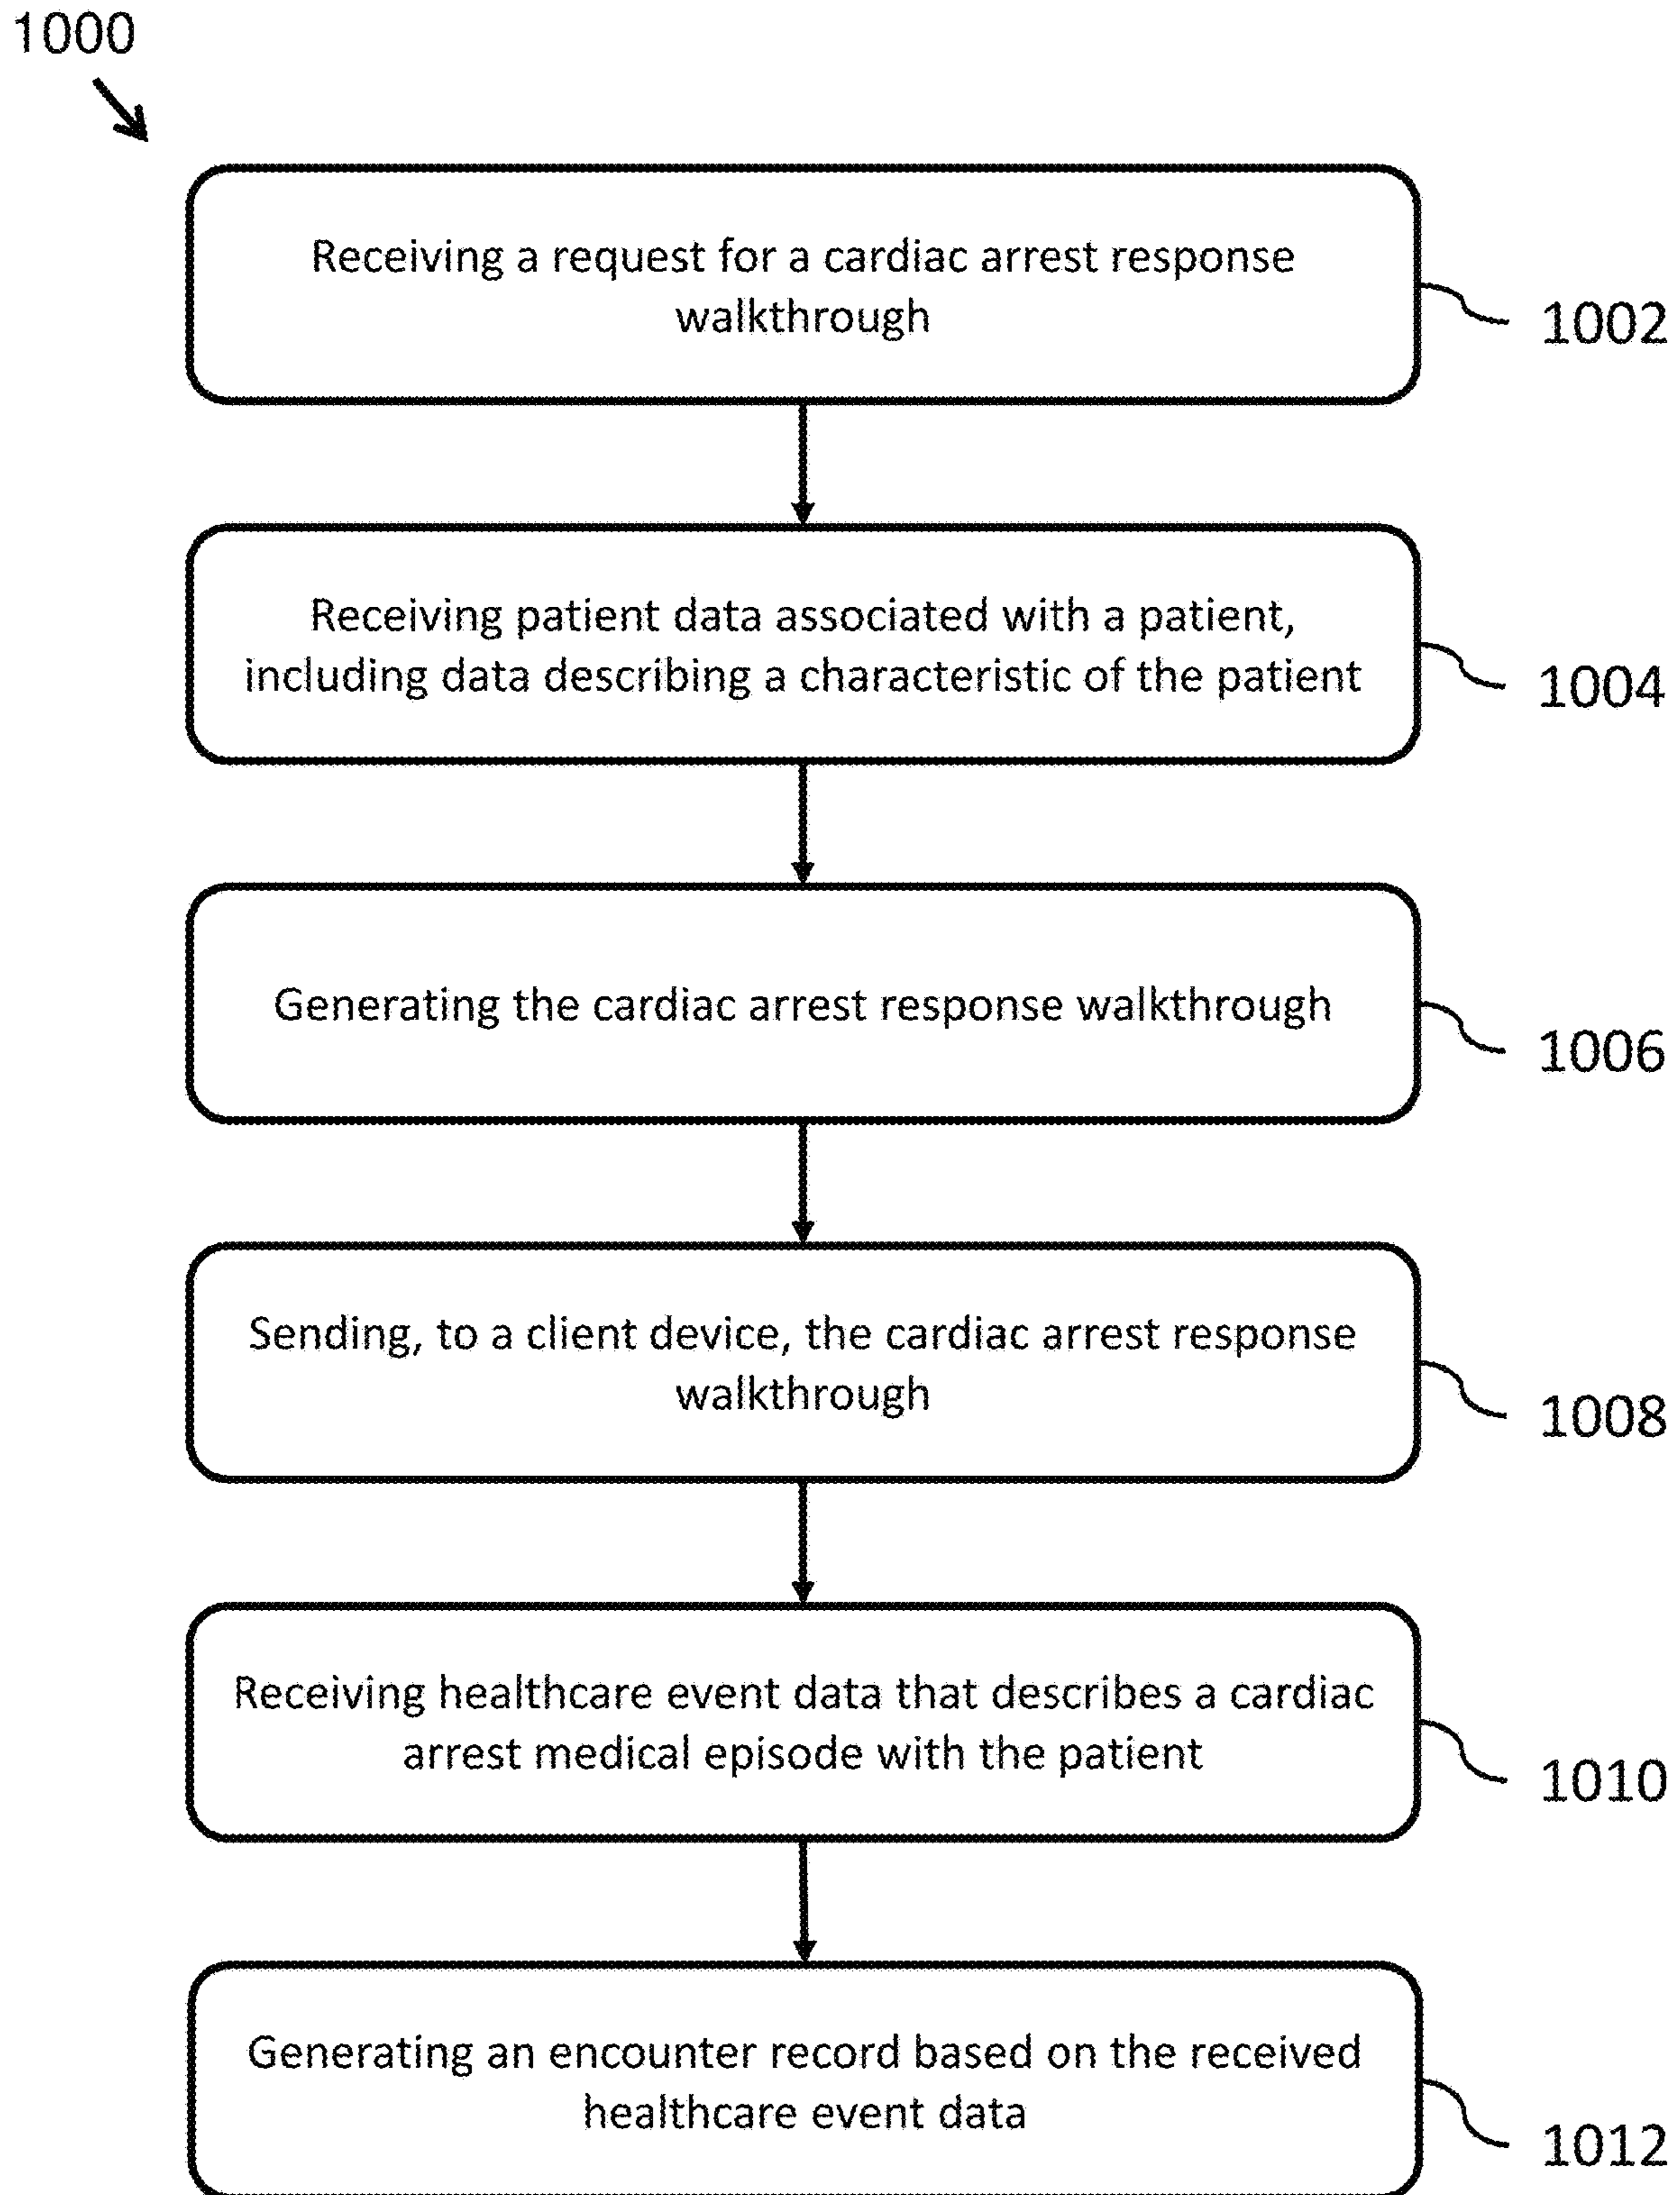 1000
Receiving a request for a cardiac arrest response
walkthrough
1002
Receiving patient data associated with a patient,
including data describing a characteristic of the patient
1004
Generating the cardiac arrest response walkthrough
1006
Sending, to a client device, the cardiac arrest response
walkthrough
1008
Receiving healthcare event data that describes a cardiac
arrest medical episode with the patient
1010
Generating an encounter record based on the received
healthcare event data
1012